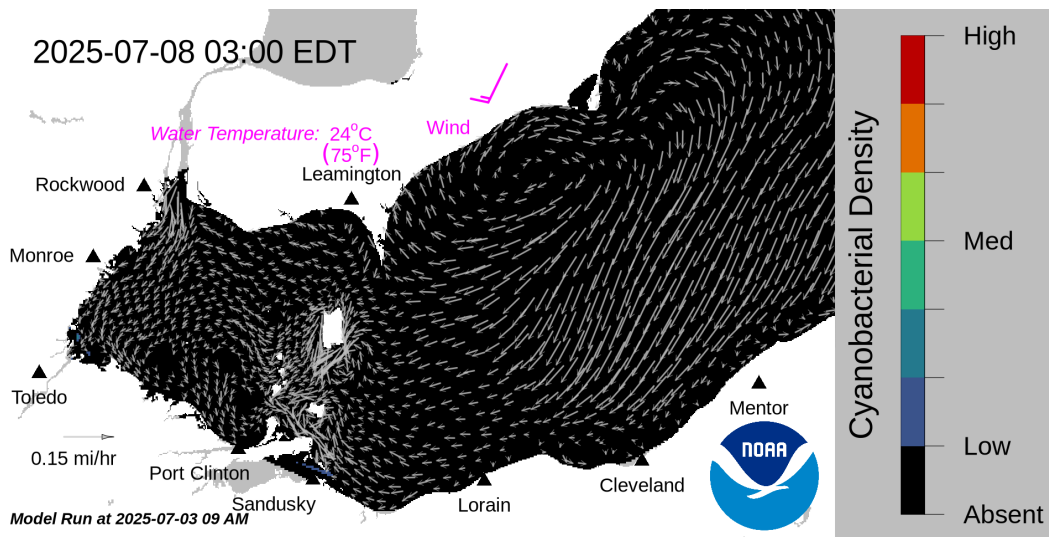 2025-07-08 03:00 EDT
Water Temperature: 24°C
(75°F)
Wind
Leamington
Rockwood
Monroe
Toledo
0.15 mi/hr
Port Clinton
Sandusky
Lorain
Cleveland
Mentor
NOAA
Model Run at 2025-07-03 09 AM
Cyanobacterial Density
High
Med
Low
Absent